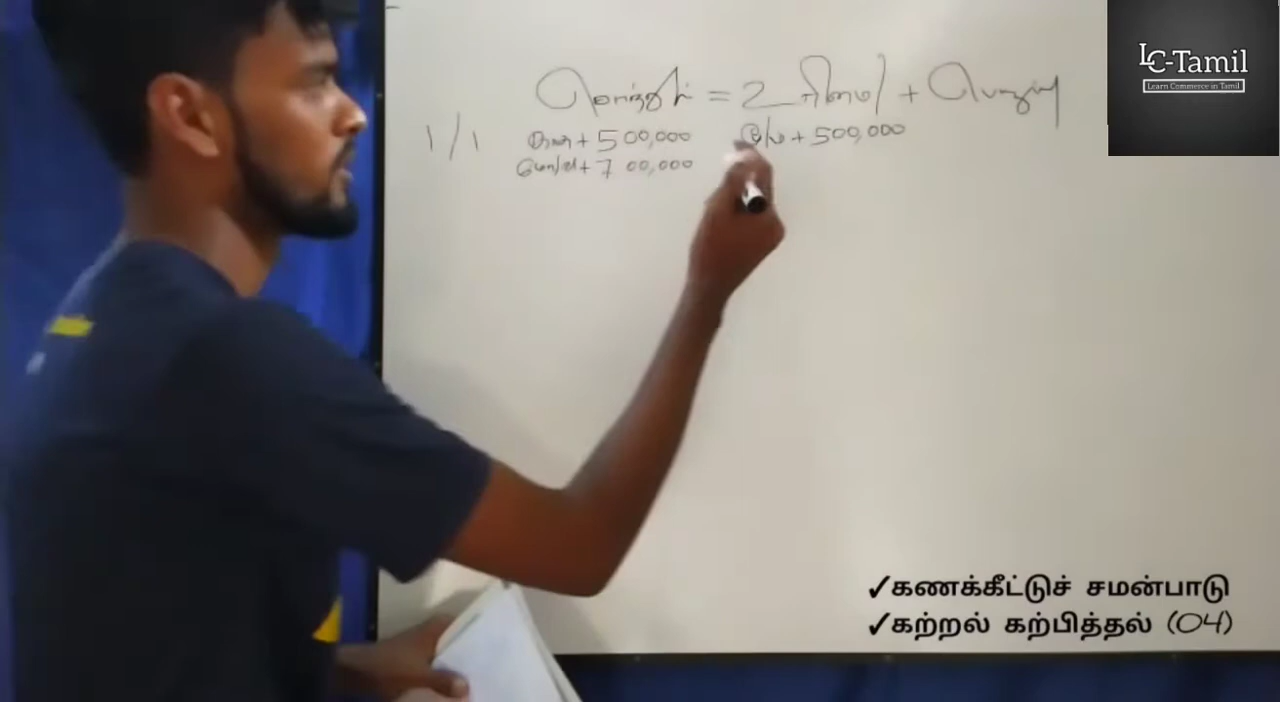 LC-Tamil
Learn Commerce in Tamil
சொத்துக்கள் = உரிமை + பொறுப்பு
1/1 காசு + 500,000 மூ/ம + 500,000
மோ/வ + 700,000
✓கணக்கீட்டுச் சமன்பாடு
✓கற்றல் கற்பித்தல் (04)